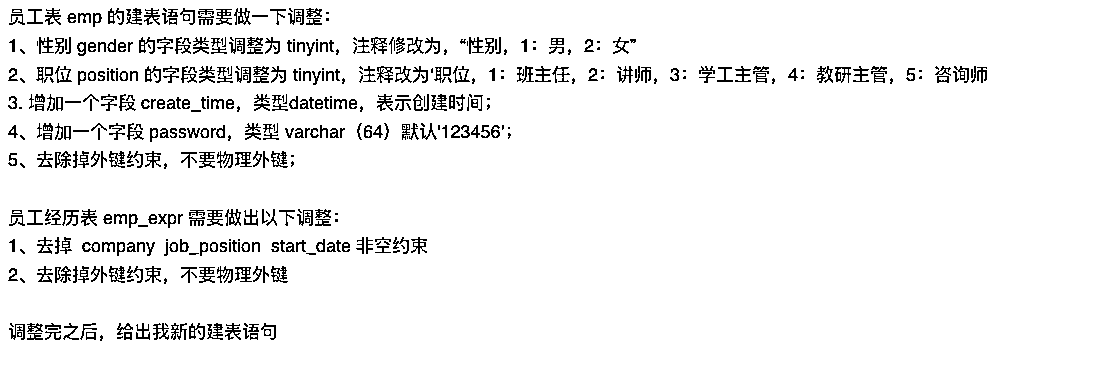 员工表 emp 的建表语句需要做一下调整：
1、性别 gender 的字段类型调整为 tinyint，注释修改为，“性别，1：男，2：女”
2、职位 position 的字段类型调整为 tinyint，注释改为'职位，1：班主任，2：讲师，3：学工主管，4：教研主管，5：咨询师
3. 增加一个字段 create_time，类型datetime，表示创建时间；
4、增加一个字段 password，类型 varchar（64）默认'123456'；
5、去除掉外键约束，不要物理外键；
员工经历表 emp_expr 需要做出以下调整：
1、去掉 company job_position start_date 非空约束
2、去除掉外键约束，不要物理外键
调整完之后，给出我新的建表语句